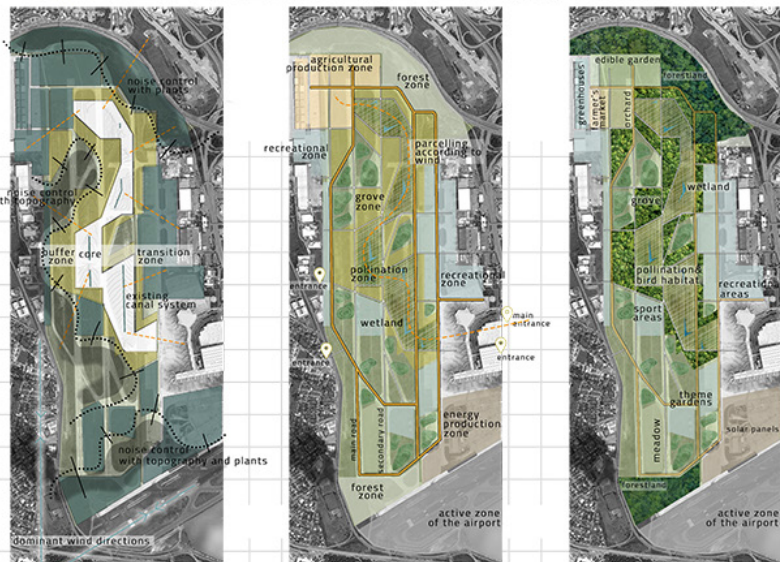 noise control
with plants
noise control
with topography
buffer
zone
core
transition
zone
existing
canal system
noise control
with topography and plants
dominant wind directions
agricultural
production zone
forest
zone
recreational
zone
parcelling
according to
wind
grove
zone
pollination
zone
recreational
zone
entrance
wetland
main
entrance
entrance
entrance
main road
secondary road
energy
production
zone
forest
zone
active zone
of the airport
edible garden
forestland
greenhouses
farmer's
market
orchard
wetland
grove
pollination&
bird habitat
recreation
areas
sport
areas
theme
gardens
meadow
solar panels
forestland
active zone
of the airport